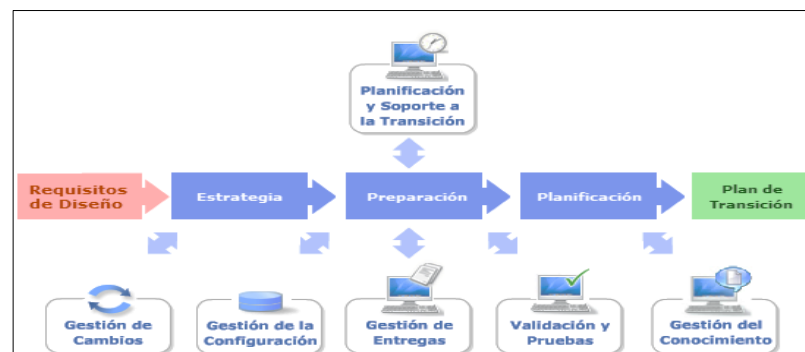 Planificación
y Soporte a
la Transición
Requisitos
de Diseño
Estrategia
Preparación
Planificación
Plan de
Transición
Gestión de
Cambios
Gestión de la
Configuración
Gestión de
Entregas
Validación y
Pruebas
Gestión del
Conocimiento